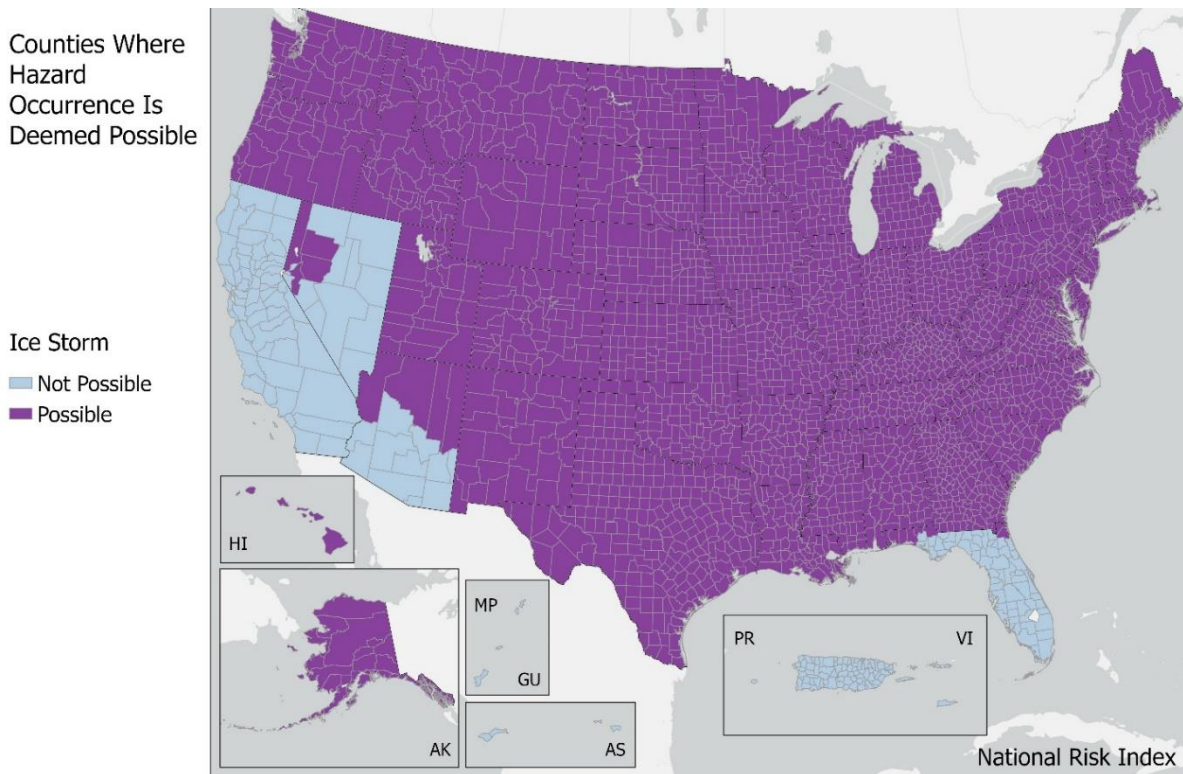 Counties Where
Hazard
Occurrence Is
Deemed Possible
Ice Storm
Not Possible
Possible
HI
AK
MP
GU
AS
PR
VI
National Risk Index